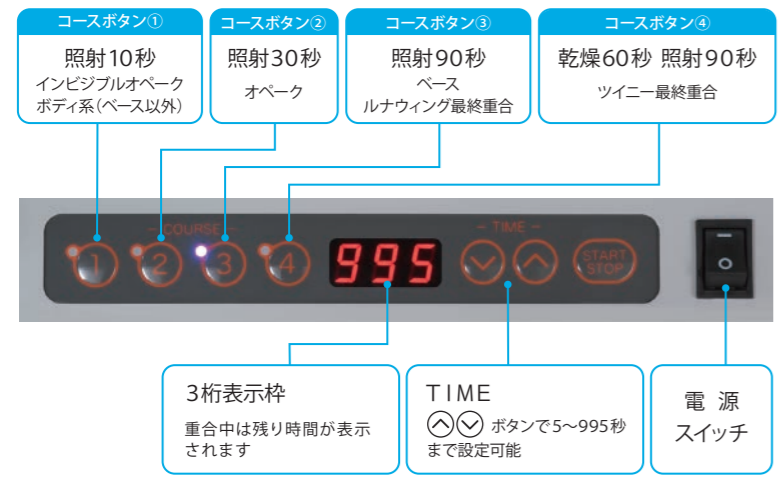 コースボタン①
照射10秒
インビジブルオペーク
ボディ系(ベース以外)
コースボタン②
照射30秒
オペーク
コースボタン③
照射90秒
ベース
ルナウィング最終重合
コースボタン④
乾燥60秒 照射90秒
ツイニー最終重合
- COURSE -
1
2
3
4
995
- TIME -
START
STOP
3桁表示枠
重合中は残り時間が表示
されます
TIME
ボタンで5〜995秒
まで設定可能
電 源
スイッチ